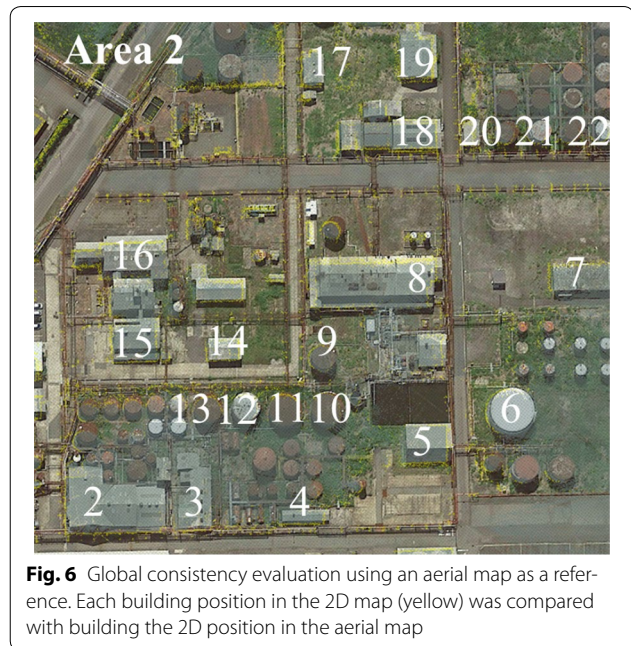 Area 2
17 19
18 20 21 22
16 8 7
15 14 9
13 12 11 10 6
5
2 3 4
Fig. 6 Global consistency evaluation using an aerial map as a refer-
ence. Each building position in the 2D map (yellow) was compared
with building the 2D position in the aerial map